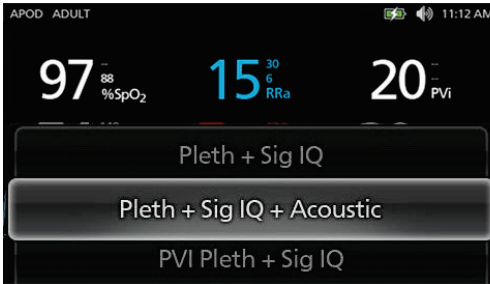 APOD ADULT 11:12 AM
97 -- 88 %SpO₂ 15 30 6 RRa 20 -- -- PVi
Pleth + Sig IQ
Pleth + Sig IQ + Acoustic
PVI Pleth + Sig IQ